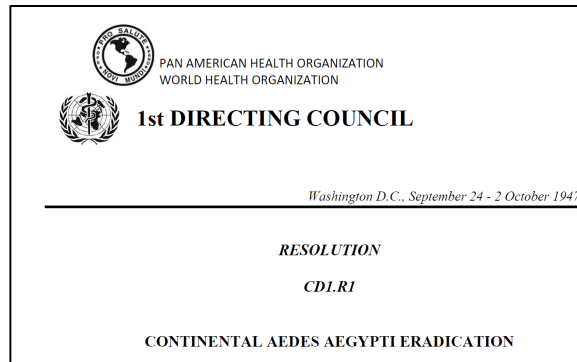 PRO SALUTE
NOVI MUNDI
PAN AMERICAN HEALTH ORGANIZATION
WORLD HEALTH ORGANIZATION
1st DIRECTING COUNCIL
Washington D.C., September 24 - 2 October 1947
RESOLUTION
CD1.R1
CONTINENTAL AEDES AEGYPTI ERADICATION